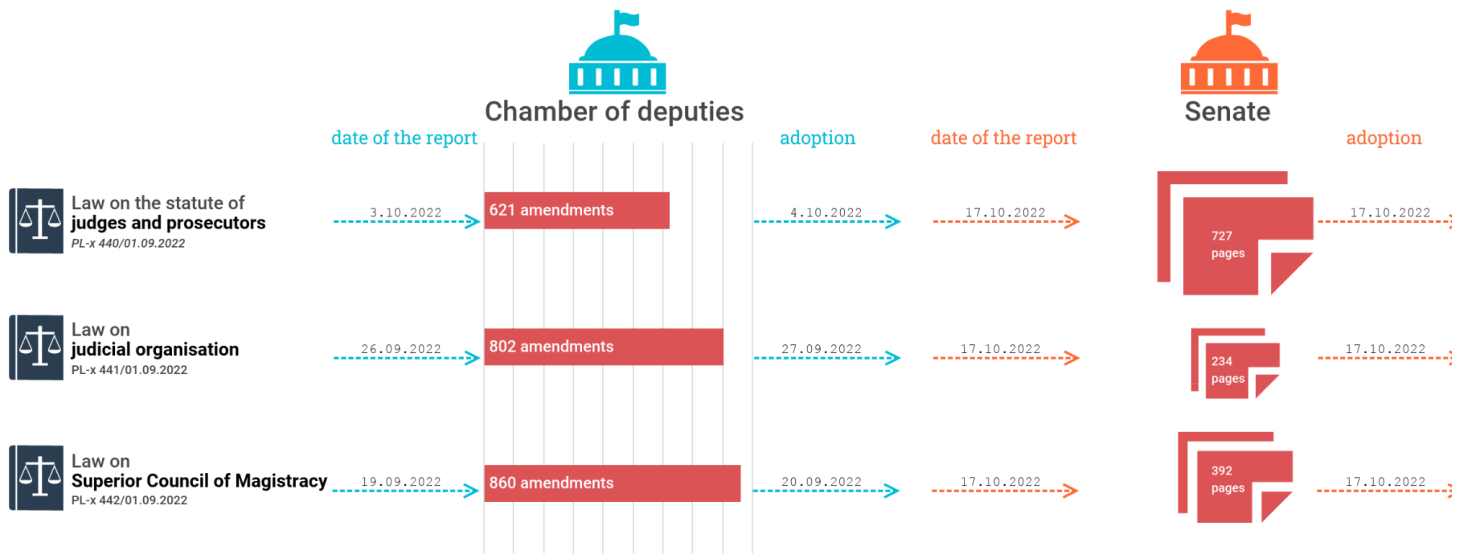 Chamber of deputies
Senate
date of the report
adoption
date of the report
adoption
Law on the statute of
judges and prosecutors
PL-x 440/01.09.2022
3.10.2022
621 amendments
4.10.2022
17.10.2022
727
pages
17.10.2022
Law on
judicial organisation
PL-x 441/01.09.2022
26.09.2022
802 amendments
27.09.2022
17.10.2022
234
pages
17.10.2022
Law on
Superior Council of Magistracy
PL-x 442/01.09.2022
19.09.2022
860 amendments
20.09.2022
17.10.2022
392
pages
17.10.2022